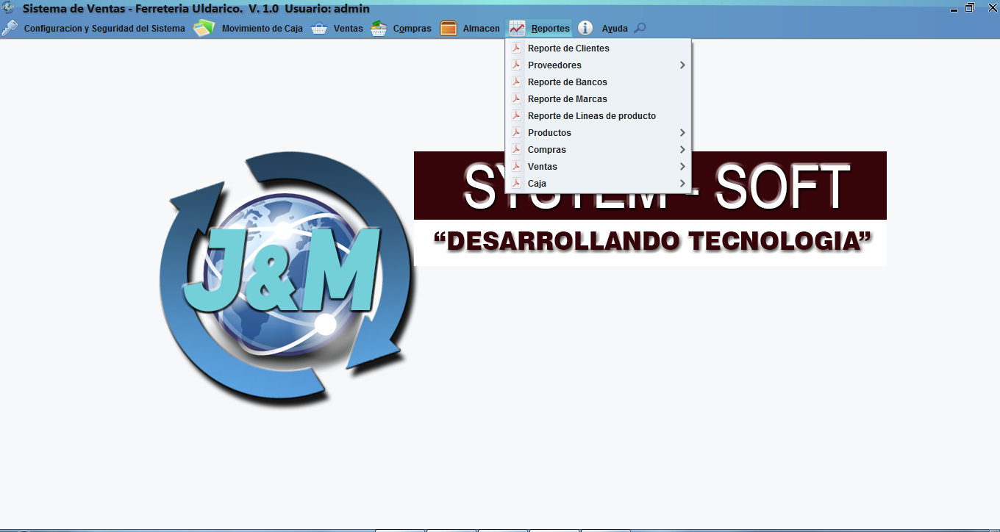 Sistema de Ventas - Ferreteria Uldarico. V. 1.0 Usuario: admin
Configuracion y Seguridad del Sistema Movimiento de Caja Ventas Compras Almacen Reportes Ayuda
Reporte de Clientes
Proveedores
Reporte de Bancos
Reporte de Marcas
Reporte de Lineas de producto
Productos
Compras
Ventas
Caja
SYSTEM - SOFT
“DESARROLLANDO TECNOLOGIA”
J&M